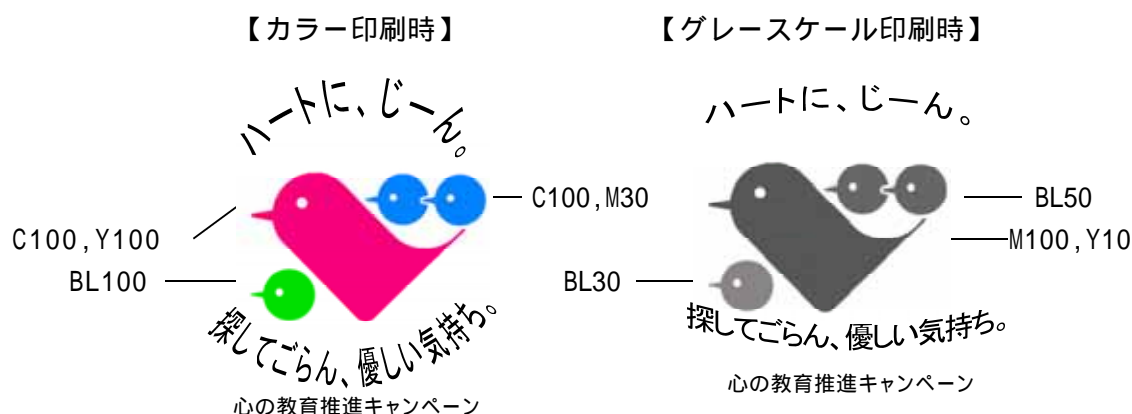 【カラー印刷時】
ハートに、じーん。
C100,M30
C100,Y100
BL100
探してごらん、優しい気持ち。
心の教育推進キャンペーン
【グレースケール印刷時】
ハートに、じーん。
BL50
M100,Y10
BL30
探してごらん、優しい気持ち。
心の教育推進キャンペーン